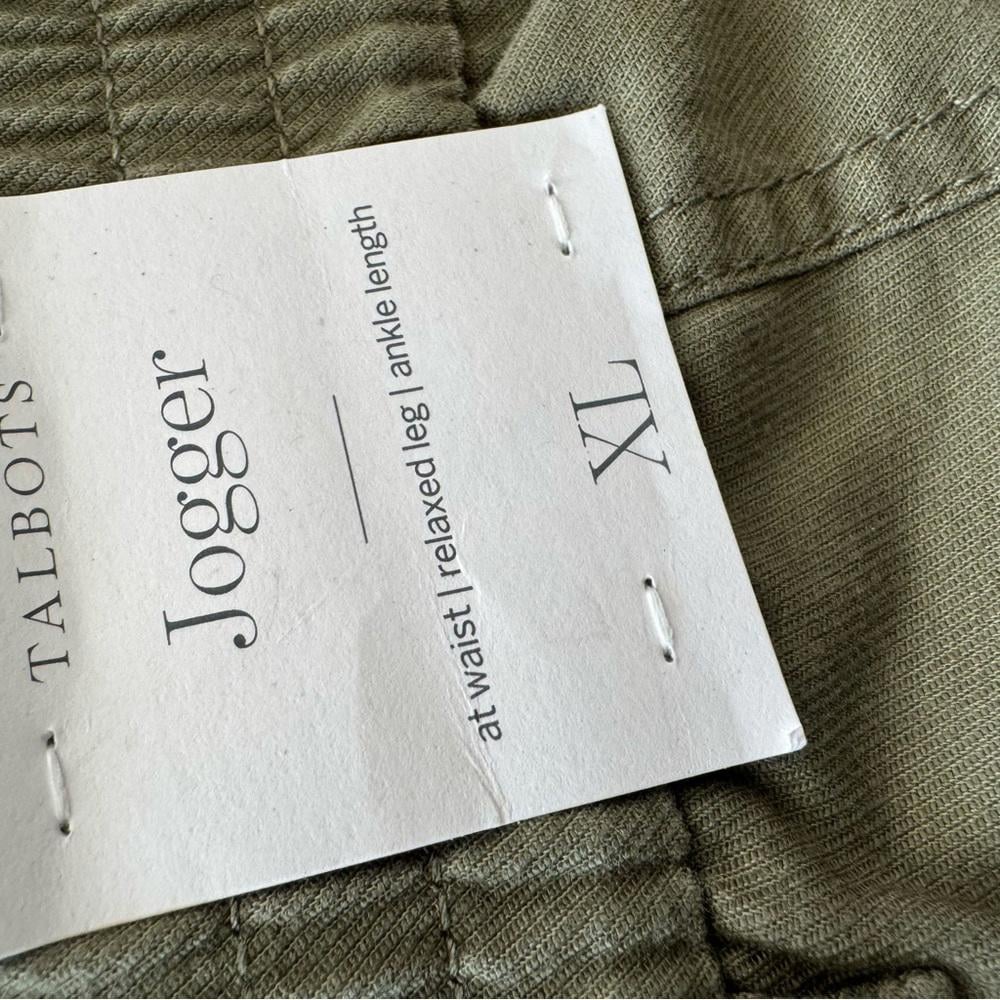 TALBOTS
Jogger
at waist | relaxed leg | ankle length
XL